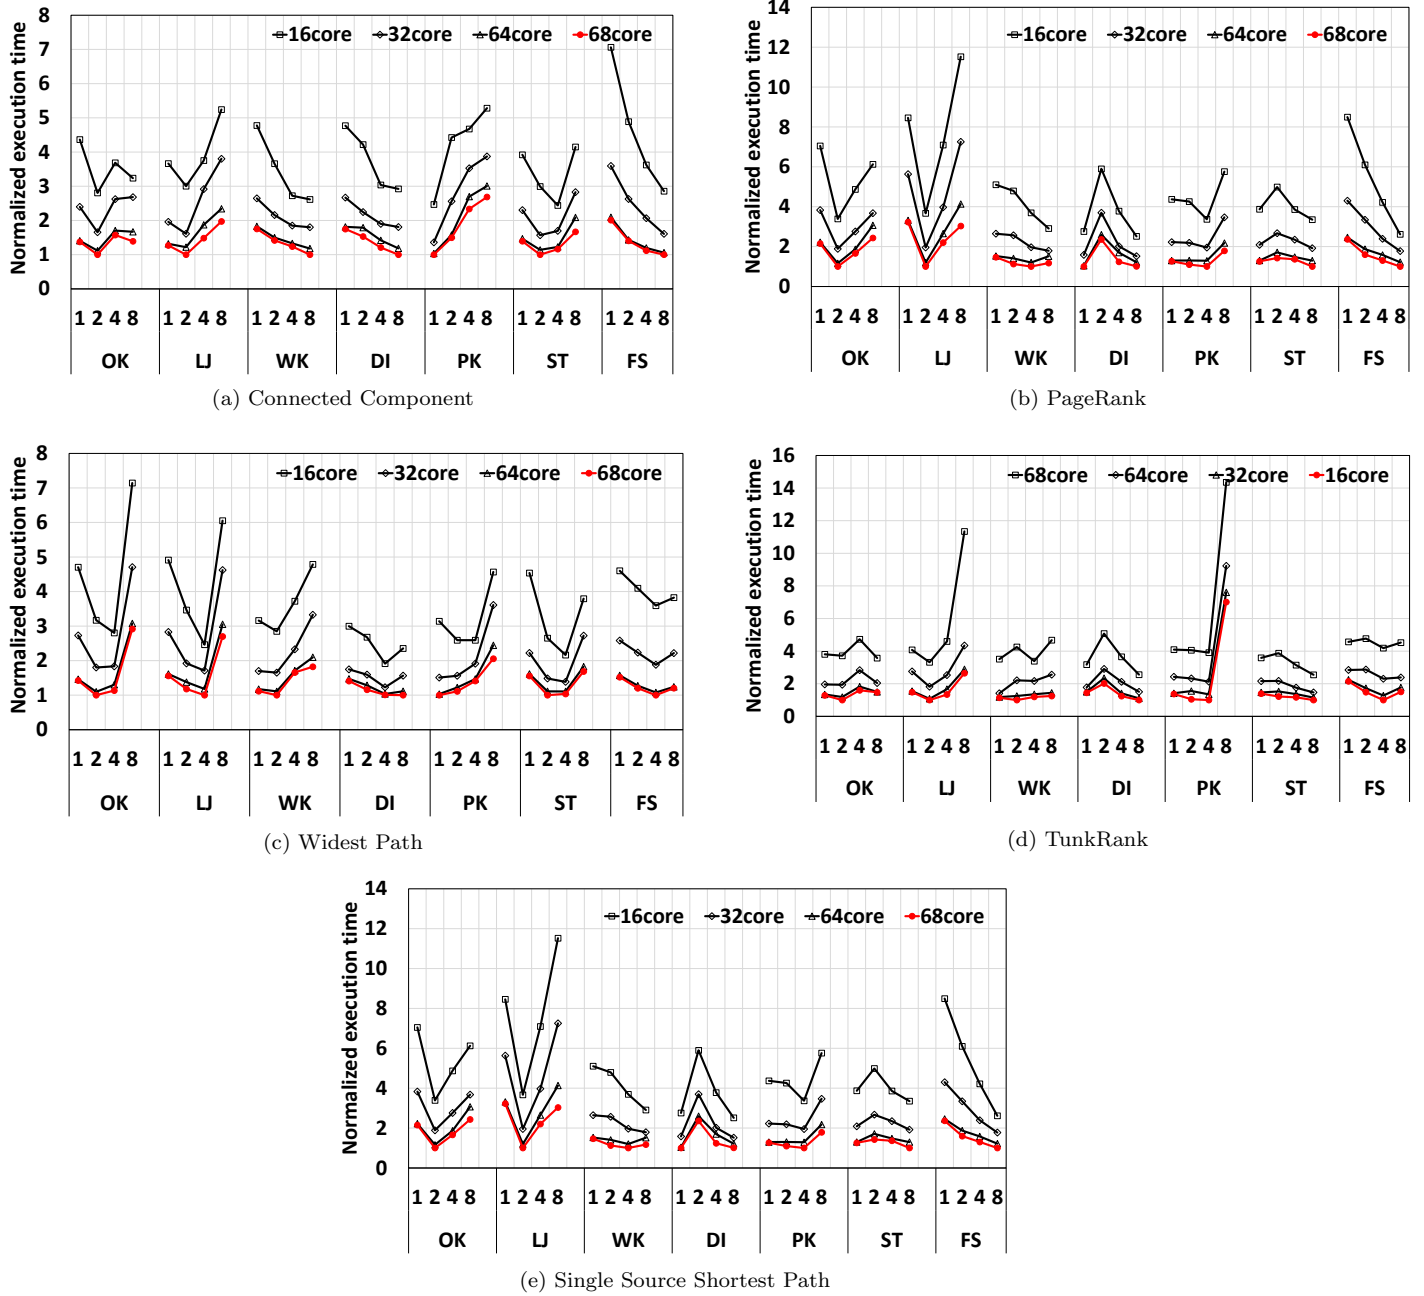 Normalized execution time
8
7
6
5
4
3
2
1
0
16core 32core 64core 68core
1 2 4 8 1 2 4 8 1 2 4 8 1 2 4 8 1 2 4 8 1 2 4 8 1 2 4 8
OK LJ WK DI PK ST FS
(a) Connected Component
Normalized execution time
14
12
10
8
6
4
2
0
16core 32core 64core 68core
1 2 4 8 1 2 4 8 1 2 4 8 1 2 4 8 1 2 4 8 1 2 4 8 1 2 4 8
OK LJ WK DI PK ST FS
(b) PageRank
Normalized execution time
8
7
6
5
4
3
2
1
0
16core 32core 64core 68core
1 2 4 8 1 2 4 8 1 2 4 8 1 2 4 8 1 2 4 8 1 2 4 8 1 2 4 8
OK LJ WK DI PK ST FS
(c) Widest Path
Normalized execution time
16
14
12
10
8
6
4
2
0
68core 64core 32core 16core
1 2 4 8 1 2 4 8 1 2 4 8 1 2 4 8 1 2 4 8 1 2 4 8 1 2 4 8
OK LJ WK DI PK ST FS
(d) TunkRank
Normalized execution time
14
12
10
8
6
4
2
0
16core 32core 64core 68core
1 2 4 8 1 2 4 8 1 2 4 8 1 2 4 8 1 2 4 8 1 2 4 8 1 2 4 8
OK LJ WK DI PK ST FS
(e) Single Source Shortest Path